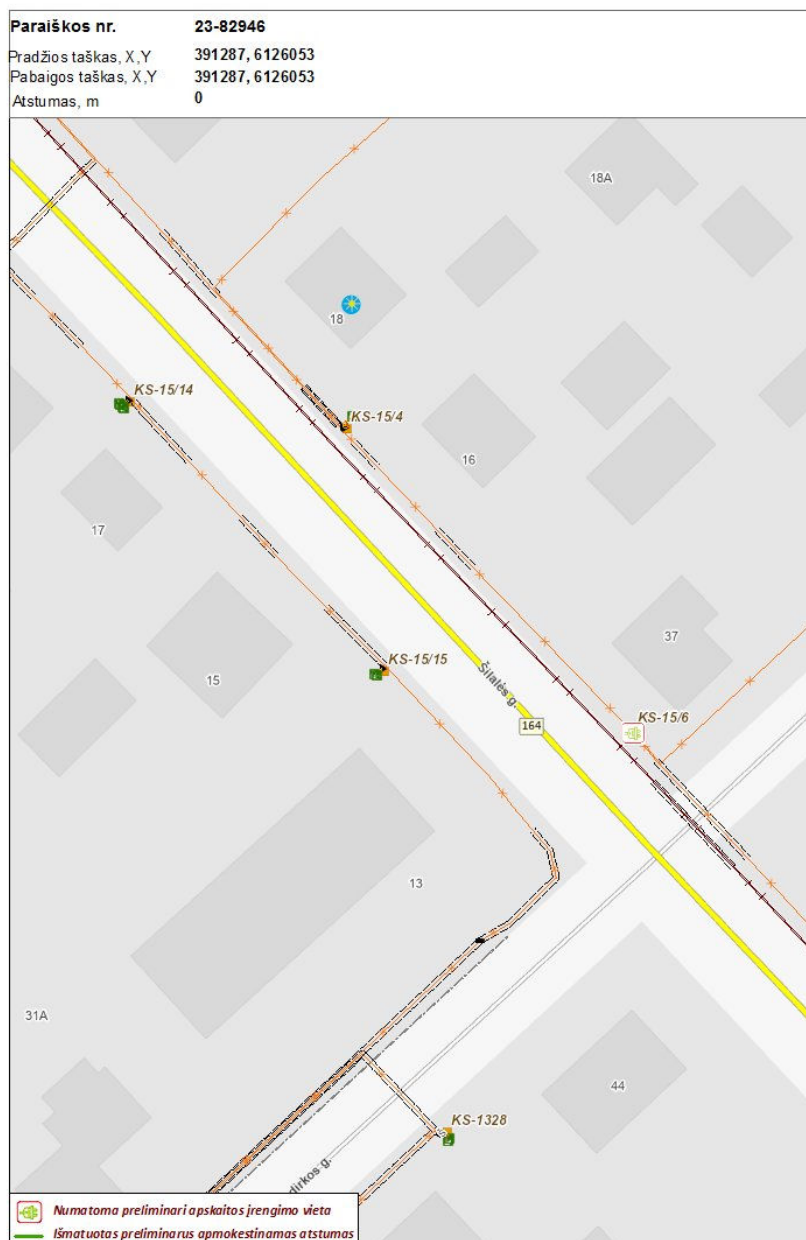 Paraiškos nr. 23-82946
Pradžios taškas, X,Y 391287, 6126053
Pabaigos taškas, X,Y 391287, 6126053
Atstumas, m 0
18A
18
KS-15/14
KS-15/4
16
17
37
KS-15/15
15
Šilalės g.
KS-15/6
164
13
31A
44
KS-1328
g.
Numatoma preliminari apskaitos įrengimo vieta
Išmatuotas preliminarus apmokestinamas atstumas